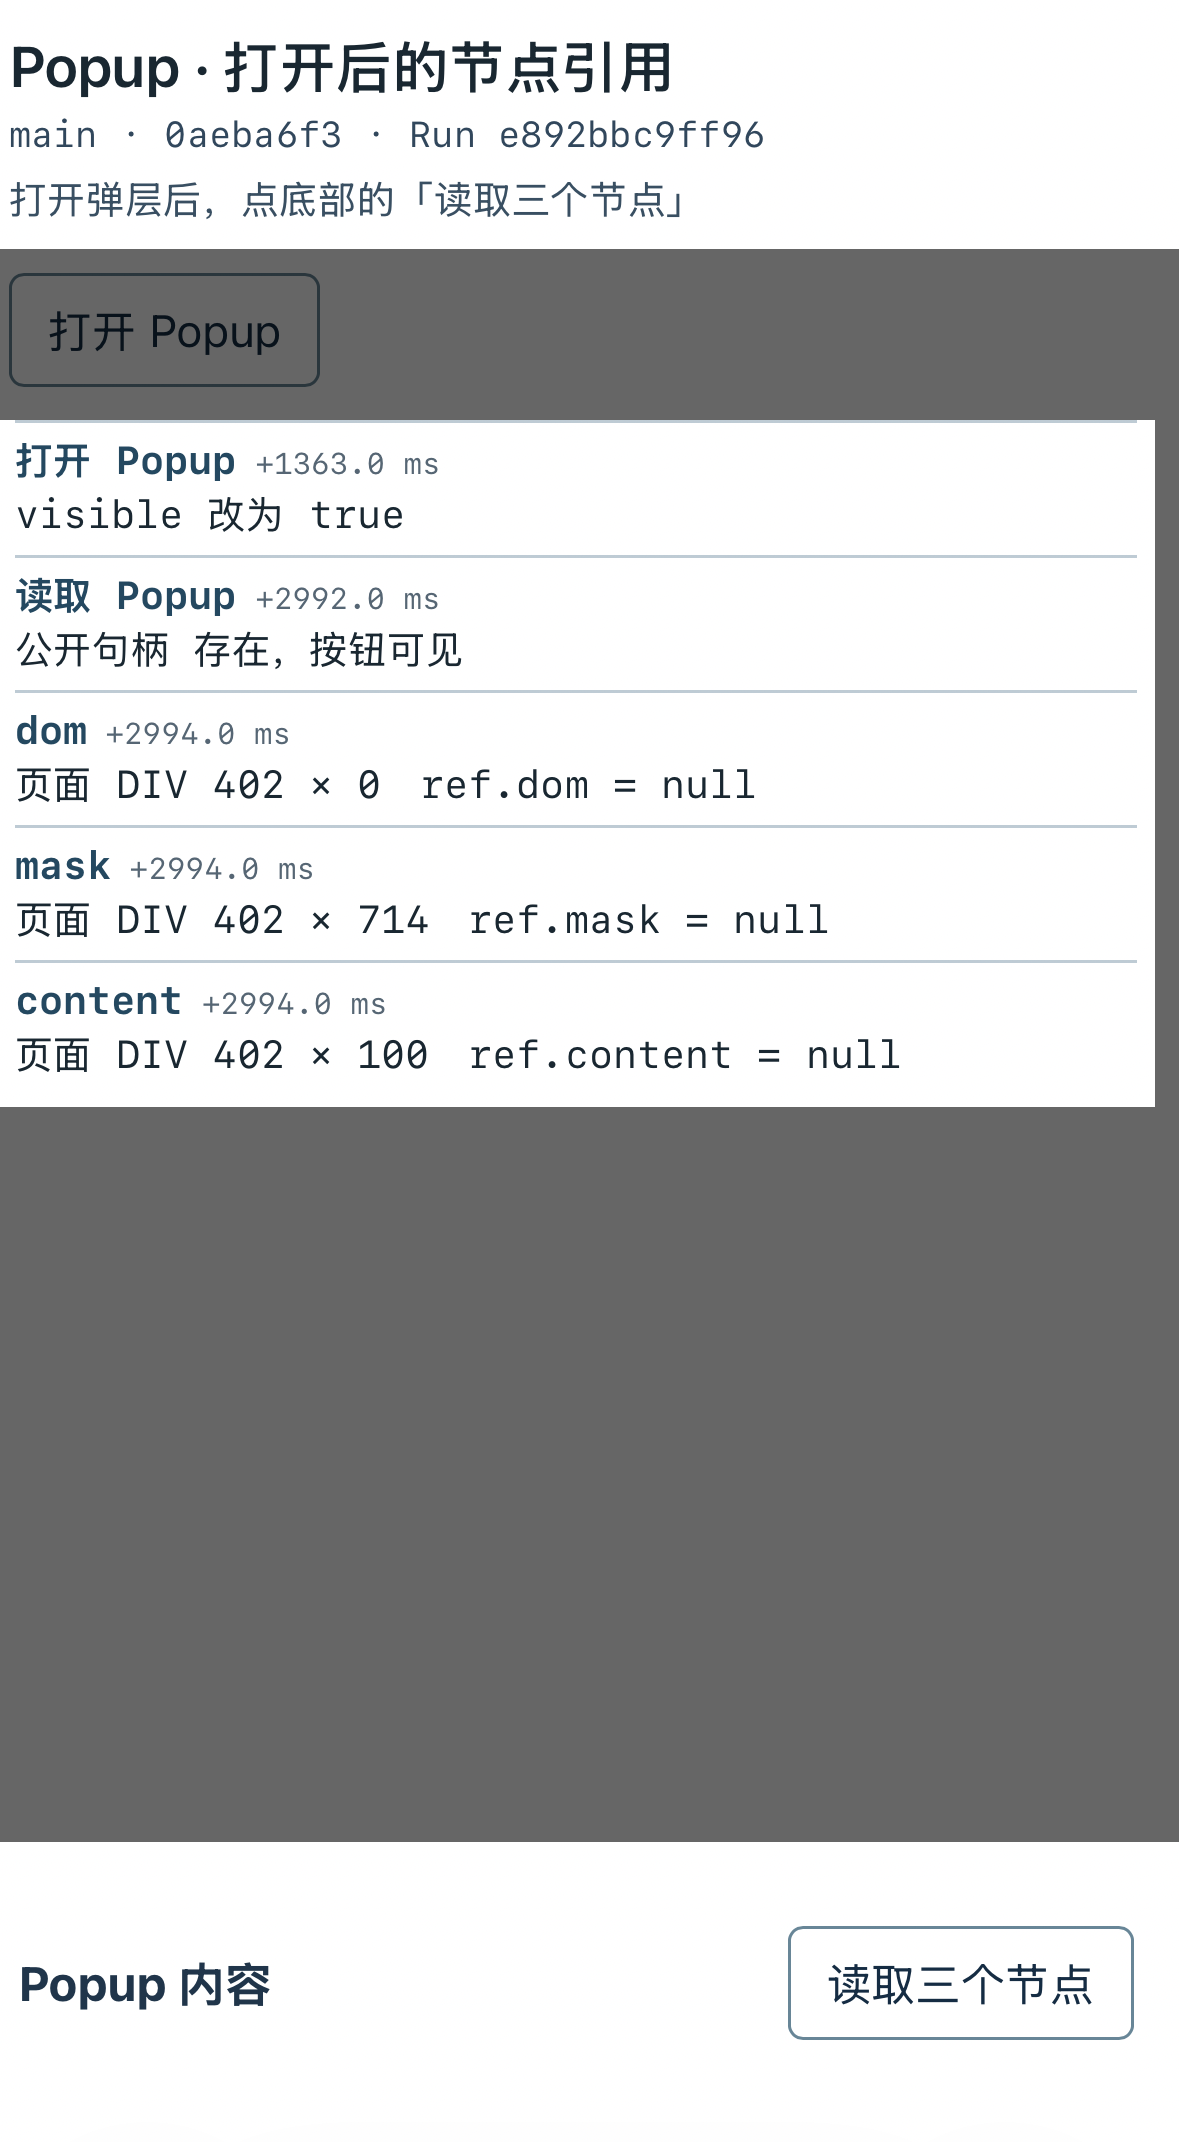 Popup · 打开后的节点引用
main · 0aeba6f3 · Run e892bbc9ff96
打开弹层后，点底部的「读取三个节点」
打开 Popup
打开 Popup +1363.0 ms
visible 改为 true
读取 Popup +2992.0 ms
公开句柄 存在，按钮可见
dom +2994.0 ms
页面 DIV 402 × 0 ref.dom = null
mask +2994.0 ms
页面 DIV 402 × 714 ref.mask = null
content +2994.0 ms
页面 DIV 402 × 100 ref.content = null
Popup 内容
读取三个节点